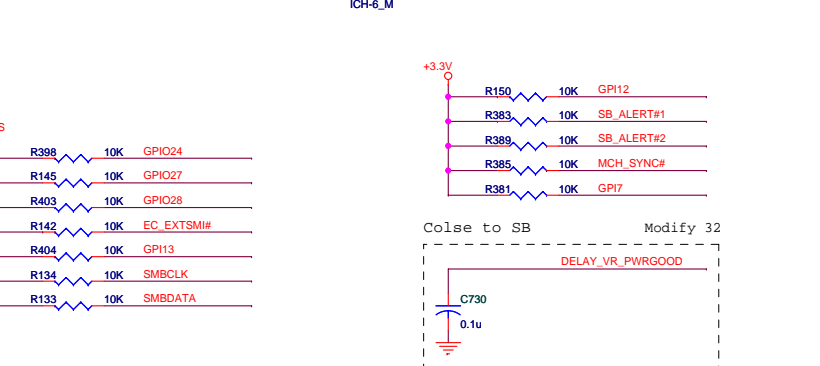 ICH-6_M
+3.3V
R150 10K GPI12
R383 10K SB_ALERT#1
R389 10K SB_ALERT#2
R385 10K MCH_SYNC#
R381 10K GPI7
S
R398 10K GPIO24
R145 10K GPIO27
R403 10K GPIO28
R142 10K EC_EXTSMI#
R404 10K GPI13
R134 10K SMBCLK
R133 10K SMBDATA
Colse to SB
Modify 32
DELAY_VR_PWRGOOD
C730
0.1u